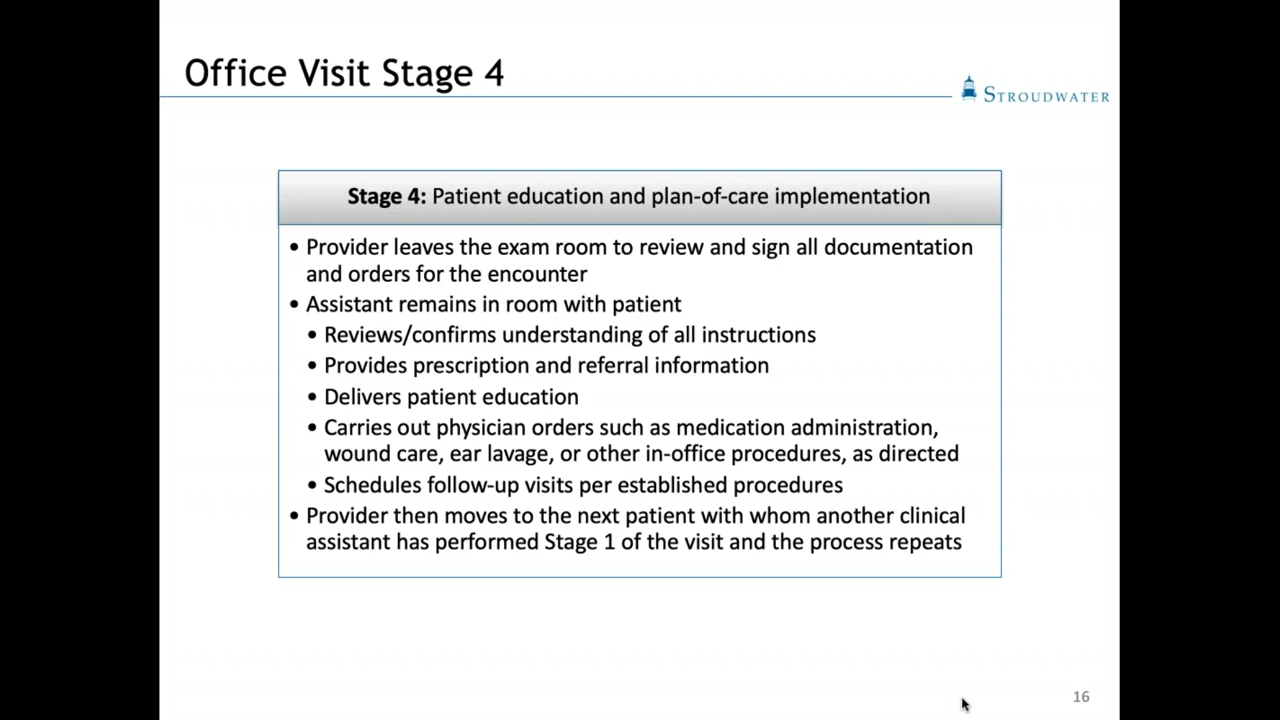 Office Visit Stage 4
STROUDWATER
Stage 4: Patient education and plan-of-care implementation
• Provider leaves the exam room to review and sign all documentation
and orders for the encounter
• Assistant remains in room with patient
• Reviews/confirms understanding of all instructions
• Provides prescription and referral information
• Delivers patient education
• Carries out physician orders such as medication administration,
wound care, ear lavage, or other in-office procedures, as directed
• Schedules follow-up visits per established procedures
• Provider then moves to the next patient with whom another clinical
assistant has performed Stage 1 of the visit and the process repeats
16